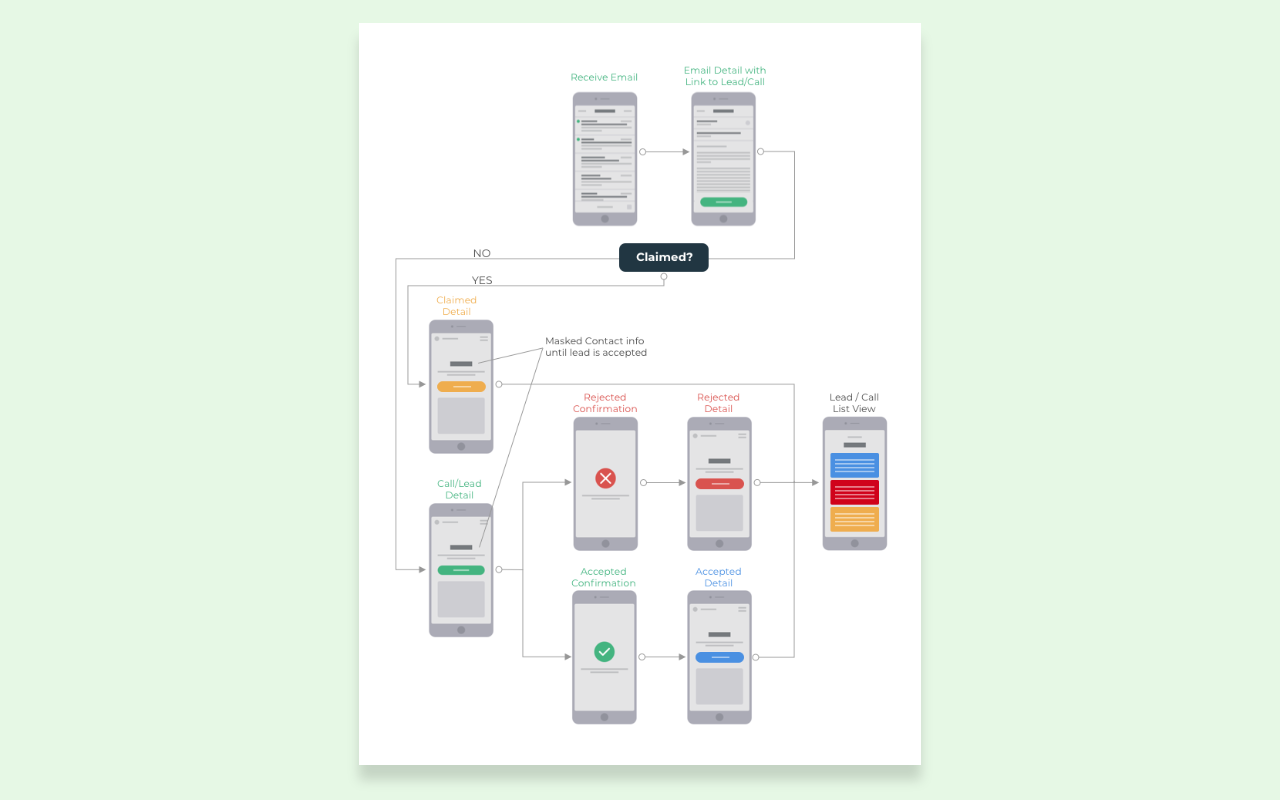 Receive Email
Email Detail with
Link to Lead/Call
Claimed?
NO
YES
Claimed
Detail
Masked Contact info
until lead is accepted
Rejected
Confirmation
Rejected
Detail
Lead / Call
List View
Call/Lead
Detail
Accepted
Confirmation
Accepted
Detail